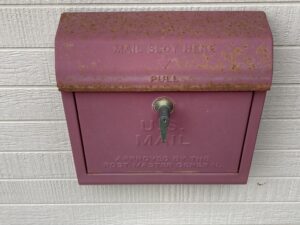 MAIL SLOT HERE
PULL
U.S.
MAIL
APPROVED BY THE
POST MASTER GENERAL